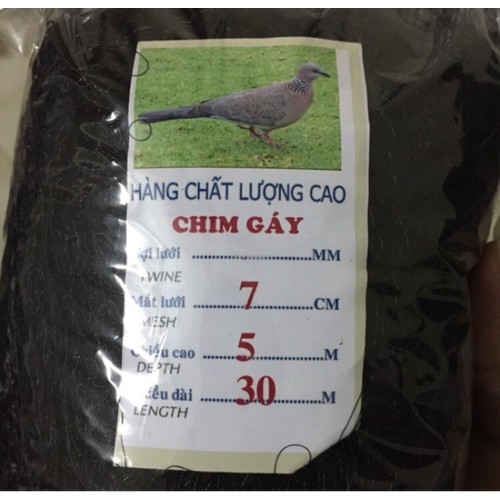 HÀNG CHẤT LƯỢNG CAO
CHIM GÁY
lưới ........................ MM
TWINE
Mắt lưới ........ 7 ........ CM
MESH
Chiều cao ....... 5 ........ M
DEPTH
dài ....... 30 ........ M
LENGTH